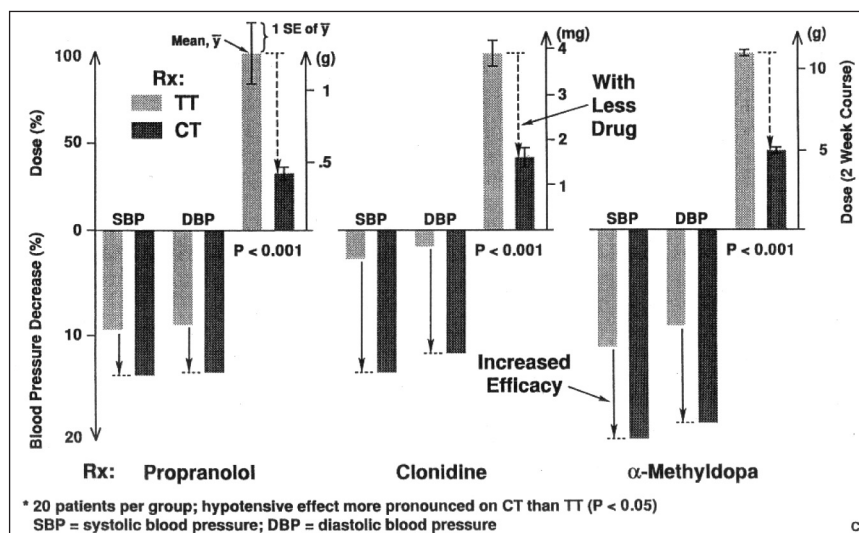 Mean, y̅
1 SE of y̅
(g)
(mg)
(g)
100
50
0
10
20
Dose (%)
Blood Pressure Decrease (%)
Rx:
TT
CT
1
.5
4
3
2
1
10
5
Dose (2 Week Course)
With
Less
Drug
SBP DBP
SBP DBP
SBP DBP
P < 0.001
P < 0.001
P < 0.001
Increased
Efficacy
Rx: Propranolol Clonidine α-Methyldopa
* 20 patients per group; hypotensive effect more pronounced on CT than TT (P < 0.05)
SBP = systolic blood pressure; DBP = diastolic blood pressure
C